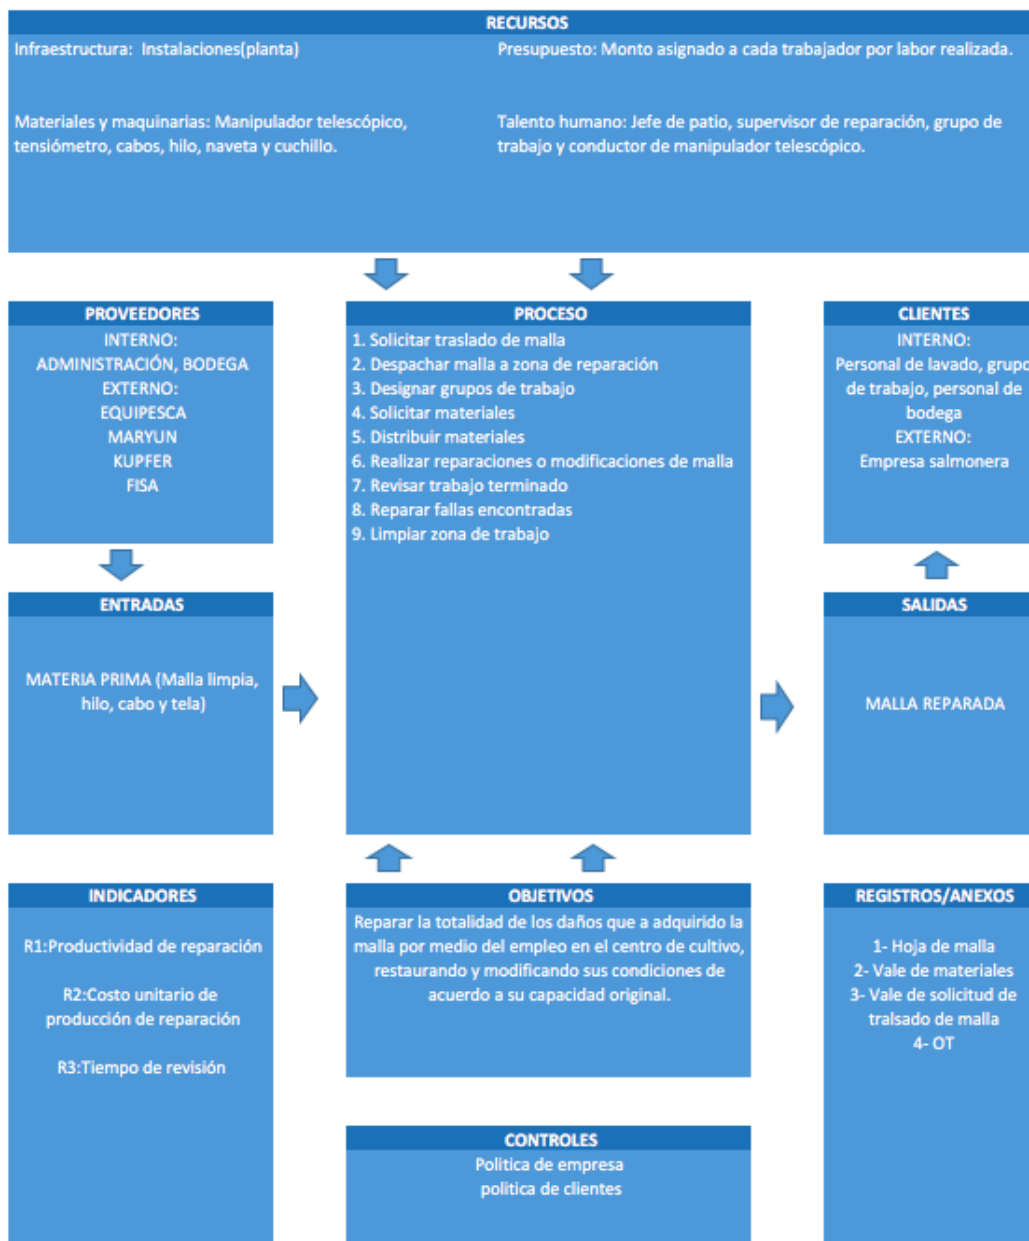 RECURSOS
Infraestructura: Instalaciones(planta)
Presupuesto: Monto asignado a cada trabajador por labor realizada.
Materiales y maquinarias: Manipulador telescópico,
tensiómetro, cabos, hilo, naveta y cuchillo.
Talento humano: Jefe de patio, supervisor de reparación, grupo de
trabajo y conductor de manipulador telescópico.
PROVEEDORES
INTERNO:
ADMINISTRACIÓN, BODEGA
EXTERNO:
EQUIPESCA
MARYUN
KUPFER
FISA
PROCESO
1. Solicitar traslado de malla
2. Despachar malla a zona de reparación
3. Designar grupos de trabajo
4. Solicitar materiales
5. Distribuir materiales
6. Realizar reparaciones o modificaciones de malla
7. Revisar trabajo terminado
8. Reparar fallas encontradas
9. Limpiar zona de trabajo
CLIENTES
INTERNO:
Personal de lavado, grupo
de trabajo, personal de
bodega
EXTERNO:
Empresa salmonera
ENTRADAS
MATERIA PRIMA (Malla limpia,
hilo, cabo y tela)
SALIDAS
MALLA REPARADA
INDICADORES
R1:Productividad de reparación
R2:Costo unitario de
producción de reparación
R3:Tiempo de revisión
OBJETIVOS
Reparar la totalidad de los daños que a adquirido la
malla por medio del empleo en el centro de cultivo,
restaurando y modificando sus condiciones de
acuerdo a su capacidad original.
REGISTROS/ANEXOS
1- Hoja de malla
2- Vale de materiales
3- Vale de solicitud de
tralsado de malla
4- OT
CONTROLES
Politica de empresa
politica de clientes